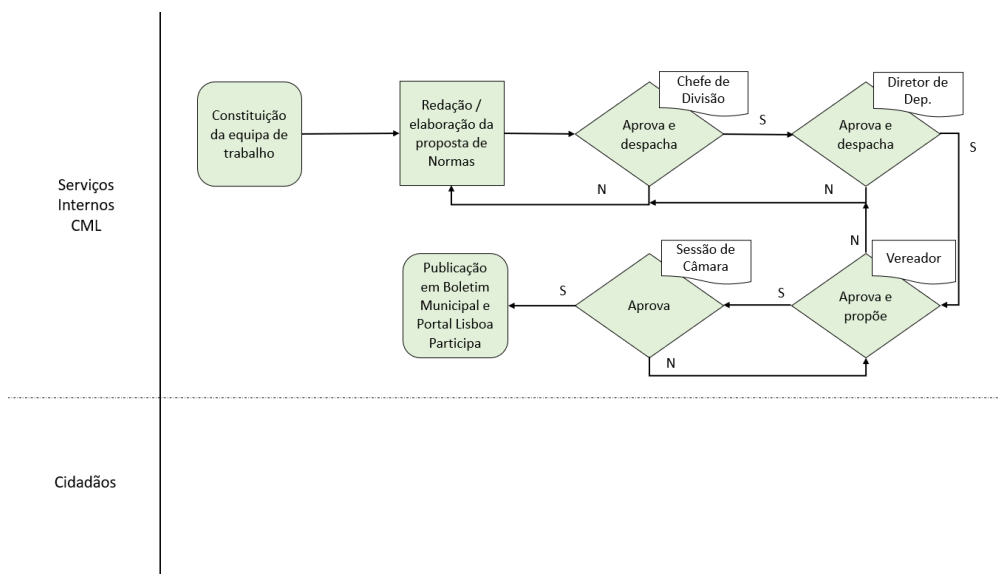 Serviços
Internos
CML
Constituição
da equipa de
trabalho
Redação /
elaboração da
proposta de
Normas
Chefe de
Divisão
Aprova e
despacha
S
N
Diretor de
Dep.
Aprova e
despacha
S
N
Vereador
Aprova e
propõe
N
S
Sessão de
Câmara
Aprova
S
N
Publicação
em Boletim
Municipal e
Portal Lisboa
Participa
Cidadãos